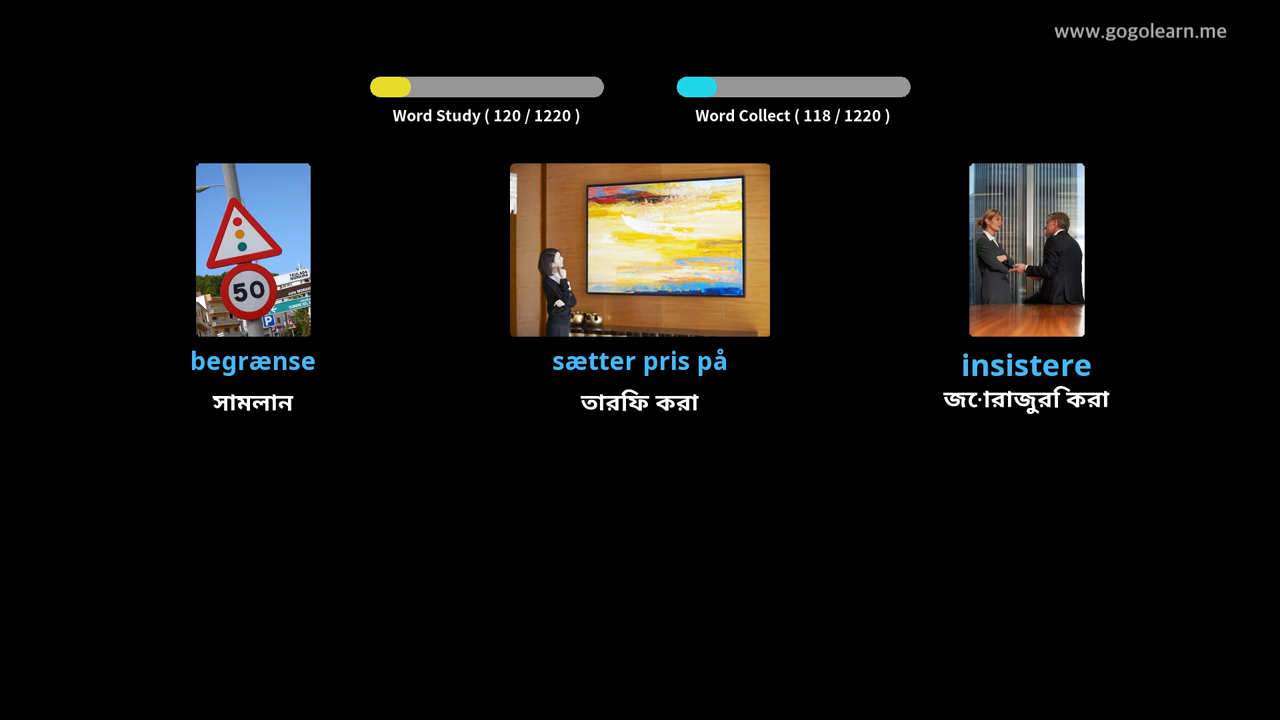 www.gogolearn.me
Word Study ( 120 / 1220 )
Word Collect ( 118 / 1220 )
50
P
begrænse
sætter pris på
insistere
সামলান
তারিফ করা
জোরাজুরি করা